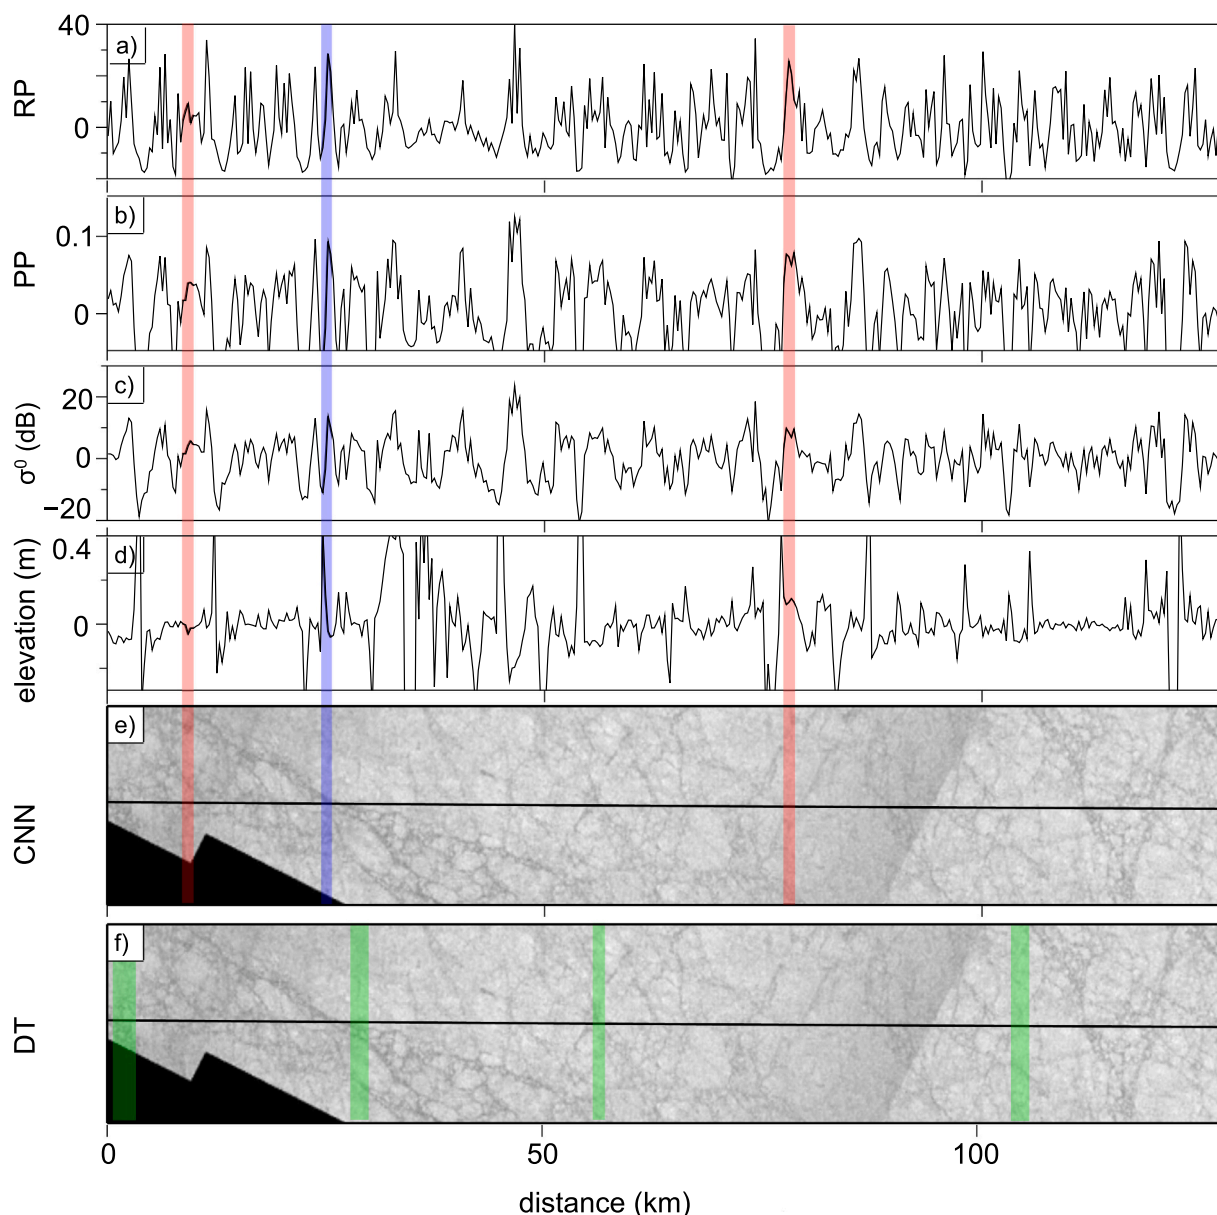 40
a)
RP
0
b)
0.1
PP
0
c)
20
σ⁰ (dB)
0
−20
0.4
d)
elevation (m)
0
e)
CNN
f)
DT
0 50 100
distance (km)